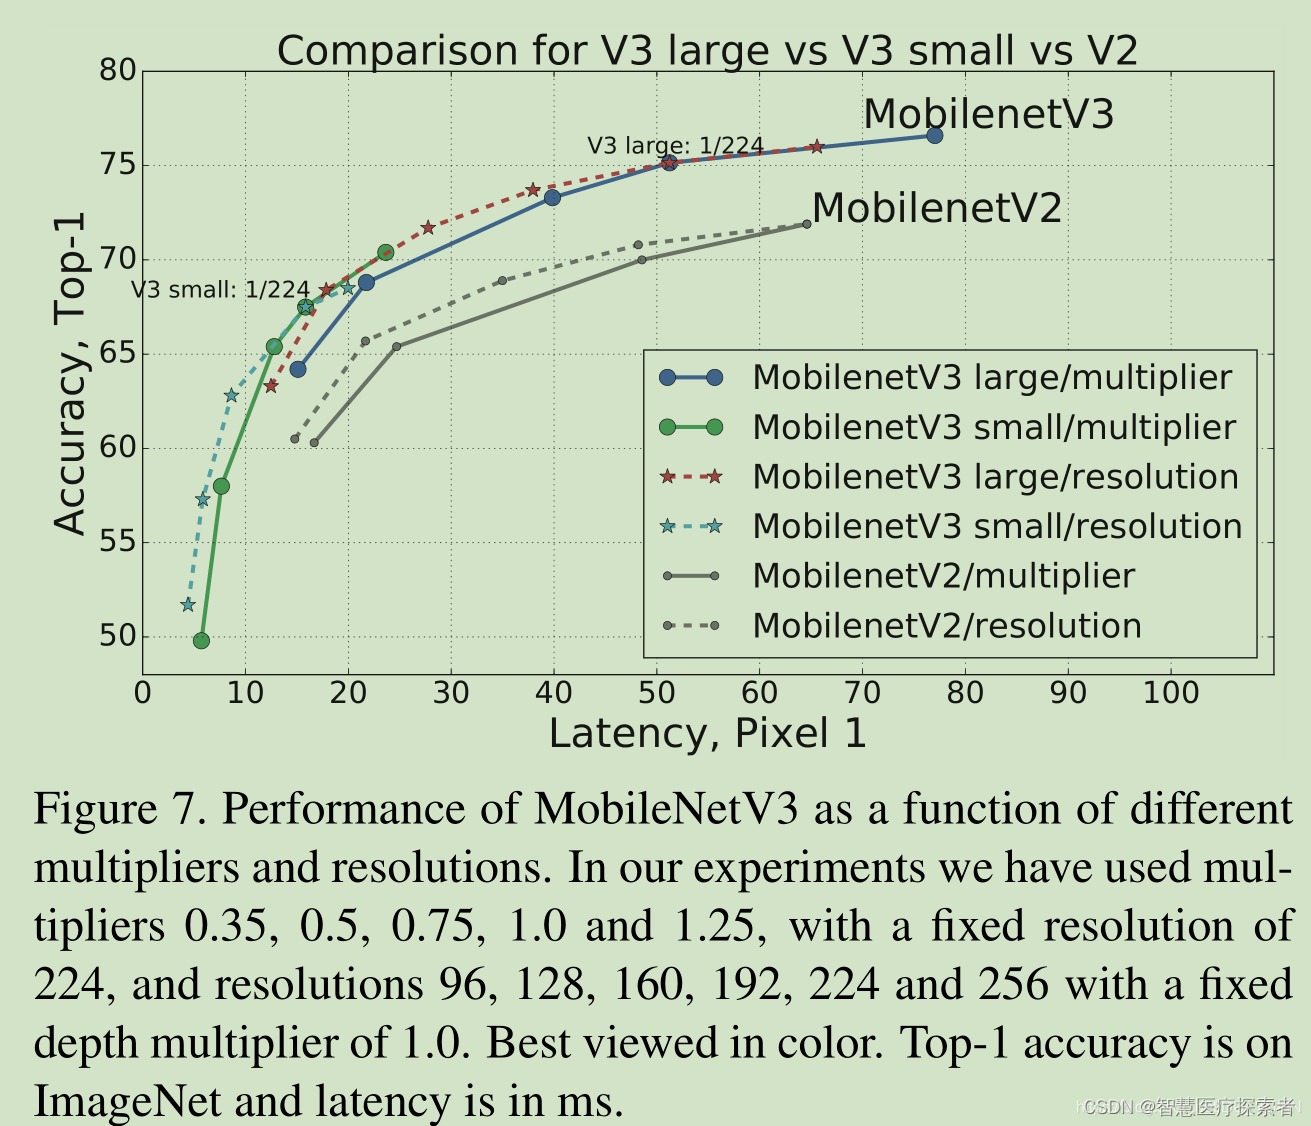 Comparison for V3 large vs V3 small vs V2
80
75
70
65
60
55
50
Accuracy, Top-1
MobilenetV3
V3 large: 1/224
MobilenetV2
V3 small: 1/224
MobilenetV3 large/multiplier
MobilenetV3 small/multiplier
MobilenetV3 large/resolution
MobilenetV3 small/resolution
MobilenetV2/multiplier
MobilenetV2/resolution
0 10 20 30 40 50 60 70 80 90 100
Latency, Pixel 1
Figure 7. Performance of MobileNetV3 as a function of different
multipliers and resolutions. In our experiments we have used mul-
tipliers 0.35, 0.5, 0.75, 1.0 and 1.25, with a fixed resolution of
224, and resolutions 96, 128, 160, 192, 224 and 256 with a fixed
depth multiplier of 1.0. Best viewed in color. Top-1 accuracy is on
ImageNet and latency is in ms.
CSDN @智慧医疗探索者